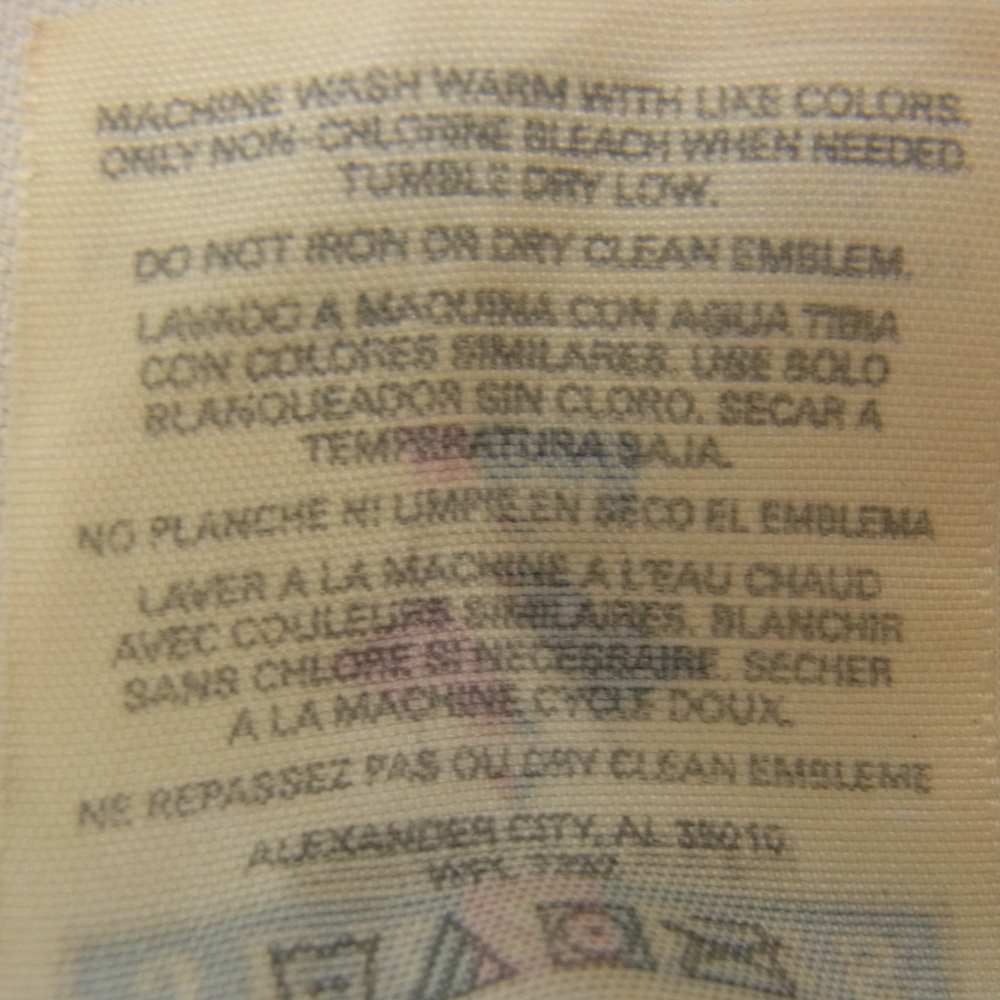 MACHINE WASH WARM WITH LIKE COLORS.
ONLY NON-CHLORINE BLEACH WHEN NEEDED.
TUMBLE DRY LOW.
DO NOT IRON OR DRY CLEAN EMBLEM.
LAVADO A MAQUINA CON AGUA TIBIA
CON COLORES SIMILARES. USE SOLO
BLANQUEADOR SIN CLORO. SECAR A
TEMPERATURA BAJA.
NO PLANCHE NI LIMPIE EN SECO EL EMBLEMA
LAVER A LA MACHINE A L'EAU CHAUD
AVEC COULEURS SIMILAIRES. BLANCHIR
SANS CHLORE SI NECESSAIRE. SECHER
A LA MACHINE CYCLE DOUX.
NE REPASSEZ PAS OU DRY CLEAN EMBLEME
ALEXANDER CITY, AL 35010
WPL